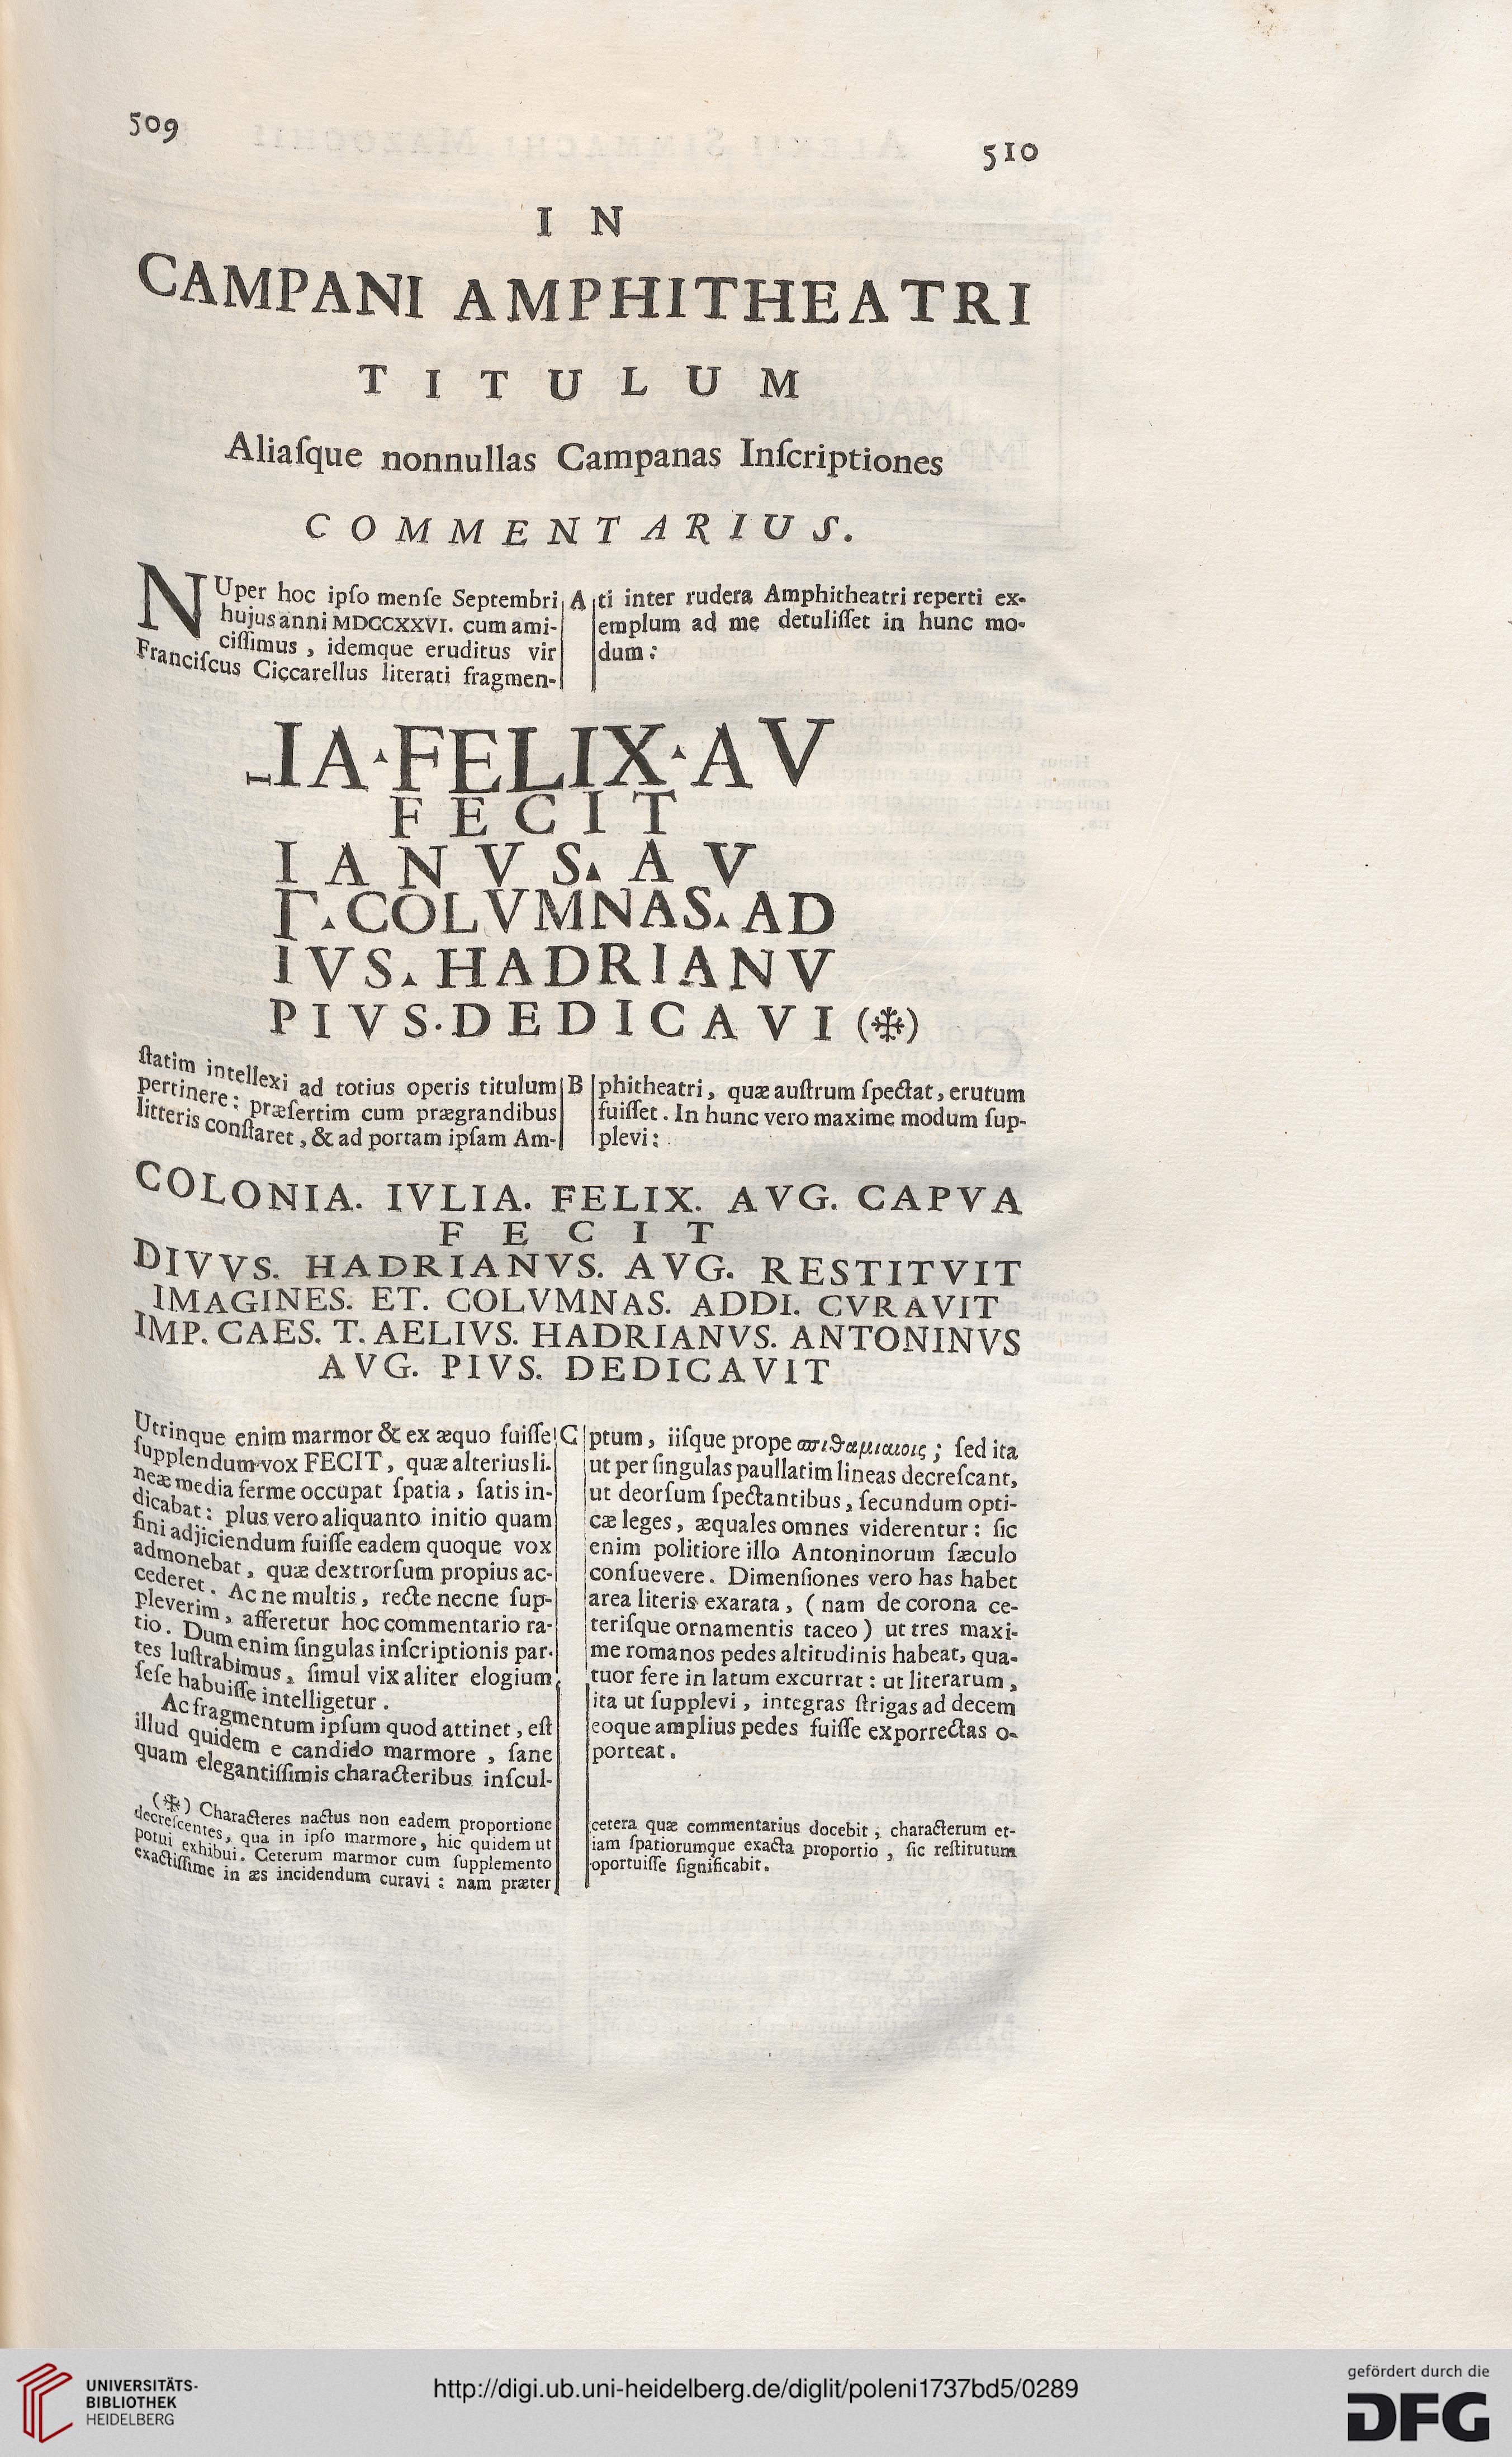 509
510
I N
CAMPANI AMPHITHEATRI
T I T U L U M
Aliaſque nonnullas Campanas Inſcriptiones
C O M M E N T A R I U S.
NUper hoc ipſo menſe Septembri
hujus anni MDCCXXVI. cum ami-
ciſſimus , idemque eruditus vir
Franciſcus Ciccarellus literati fragmen-
A
ti inter rudera Amphitheatri reperti ex-
emplum ad me detuliſſet in hunc mo-
dum :
IA·FELIX·AV
F E C I T
I A N V S. A V
Γ.COLVMNAS.AD
IVS.HADRIANV
PIVS.DEDICAVI (✠)
ſtatim intellexi ad totius operis titulum
pertinere : præſertim cum prægrandibus
litteris conſtaret , & ad portam ipſam Am-
B
phitheatri , quæ auſtrum ſpectat , erutum
fuiſſet . In hunc vero maxime modum ſup-
plevi :
COLONIA. IVLIA. FELIX. AVG. CAPVA
F E C I T
DIVVS. HADRIANVS. AVG. RESTITVIT
IMAGINES. ET. COLVMNAS. ADDI. CVRAVIT
IMP. CAES. T. AELIVS. HADRIANVS. ANTONINVS
AVG. PIVS. DEDICAVIT
Utrinque enim marmor & ex æquo fuiſſe
ſupplendum vox FECIT , quæ alterius li-
neæ media ferme occupat ſpatia , ſatis in-
dicabat : plus vero aliquanto initio quam
fini adjiciendum fuiſſe eadem quoque vox
admonebat , quæ dextrorſum propius ac-
cederet . Ac ne multis , recte necne ſup-
pleverim , afferetur hoc commentario ra-
tio . Dum enim ſingulas inſcriptionis par-
tes luſtrabimus , ſimul vix aliter elogium
ſeſe habuiſſe intelligetur .
Ac fragmentum ipſum quod attinet , eſt
illud quidem e candido marmore , ſane
quam elegantiſſimis characteribus inſcul-
C
ptum , iiſque prope σπιθαμιαιοις ; ſed ita
ut per ſingulas paullatim lineas decreſcant,
ut deorſum ſpectantibus , ſecundum opti-
cæ leges , æquales omnes viderentur : ſic
enim politiore illo Antoninorum ſæculo
conſuevere . Dimenſiones vero has habet
area literis exarata , ( nam de corona ce-
teriſque ornamentis taceo ) ut tres maxi-
me romanos pedes altitudinis habeat, qua-
tuor fere in latum excurrat : ut literarum ,
ita ut ſupplevi , integras ſtrigas ad decem
eoque amplius pedes fuiſſe exporrectas o-
porteat .
(✠) Characteres nactus non eadem proportione
decreſcentes, qua in ipſo marmore, hic quidem ut
potui exhibui. Ceterum marmor cum ſupplemento
exactiſſime in æs incidendum curavi : nam præter
cetera quæ commentarius docebit , characterum et-
iam ſpatiorumque exacta proportio , ſic reſtitutum
oportuiſſe ſignificabit .
UNIVERSITÄTS-
BIBLIOTHEK
HEIDELBERG
http://digi.ub.uni-heidelberg.de/diglit/poleni1737bd5/0289
gefördert durch die
DFG